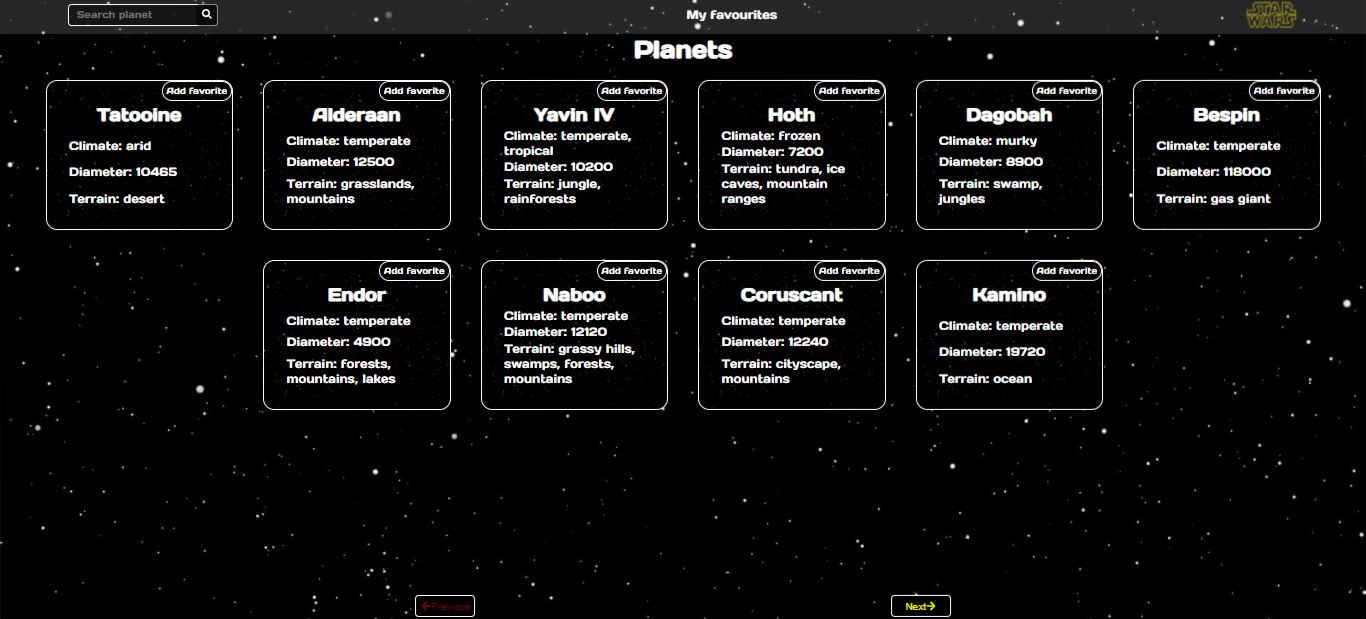 Search planet
My favourites
STAR
WARS
Planets
Add favorite
Tatooine
Climate: arid
Diameter: 10465
Terrain: desert
Add favorite
Alderaan
Climate: temperate
Diameter: 12500
Terrain: grasslands,
mountains
Add favorite
Yavin IV
Climate: temperate,
tropical
Diameter: 10200
Terrain: jungle,
rainforests
Add favorite
Hoth
Climate: frozen
Diameter: 7200
Terrain: tundra, ice
caves, mountain
ranges
Add favorite
Dagobah
Climate: murky
Diameter: 8900
Terrain: swamp,
jungles
Add favorite
Bespin
Climate: temperate
Diameter: 118000
Terrain: gas giant
Add favorite
Endor
Climate: temperate
Diameter: 4900
Terrain: forests,
mountains, lakes
Add favorite
Naboo
Climate: temperate
Diameter: 12120
Terrain: grassy hills,
swamps, forests,
mountains
Add favorite
Coruscant
Climate: temperate
Diameter: 12240
Terrain: cityscape,
mountains
Add favorite
Kamino
Climate: temperate
Diameter: 19720
Terrain: ocean
Previous
Next